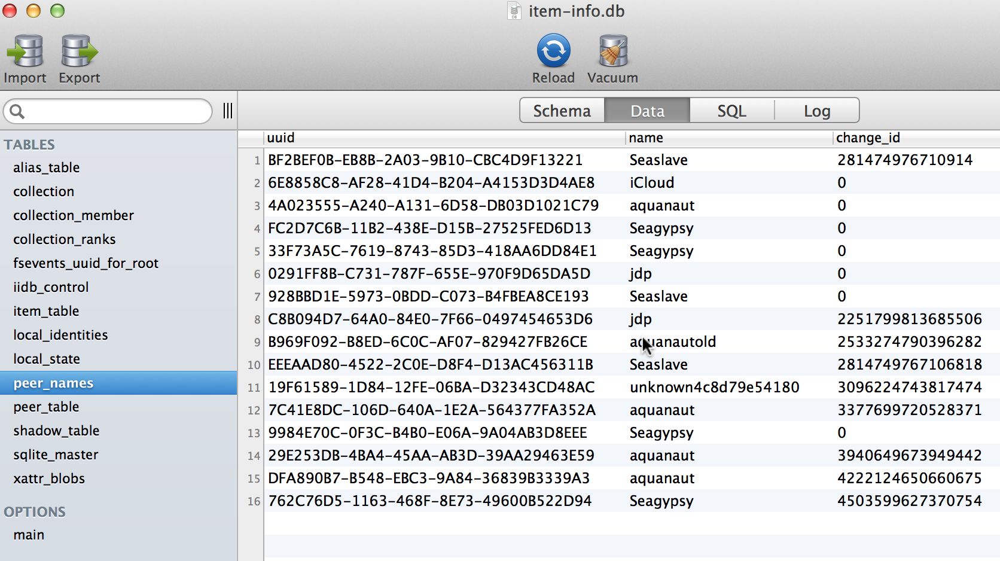 item-info.db
Import Export Reload Vacuum
Schema Data SQL Log
TABLES
alias_table
collection
collection_member
collection_ranks
fsevents_uuid_for_root
iidb_control
item_table
local_identities
local_state
peer_names
peer_table
shadow_table
sqlite_master
xattr_blobs
OPTIONS
main
uuid name change_id
1 BF2BEF0B-EB8B-2A03-9B10-CBC4D9F13221 Seaslave 281474976710914
2 6E8858C8-AF28-41D4-B204-A4153D3D4AE8 iCloud 0
3 4A023555-A240-A131-6D58-DB03D1021C79 aquanaut 0
4 FC2D7C6B-11B2-438E-D15B-27525FED6D13 Seagypsy 0
5 33F73A5C-7619-8743-85D3-418AA6DD84E1 Seagypsy 0
6 0291FF8B-C731-787F-655E-970F9D65DA5D jdp 0
7 928BBD1E-5973-0BDD-C073-B4FBEA8CE193 Seaslave 0
8 C8B094D7-64A0-84E0-7F66-0497454653D6 jdp 2251799813685506
9 B969F092-B8ED-6C0C-AF07-829427FB26CE aquanautold 2533274790396282
10 EEEAAD80-4522-2C0E-D8F4-D13AC456311B Seaslave 2814749767106818
11 19F61589-1D84-12FE-06BA-D32343CD48AC unknown4c8d79e54180 3096224743817474
12 7C41E8DC-106D-640A-1E2A-564377FA352A aquanaut 3377699720528371
13 9984E70C-0F3C-B4B0-E06A-9A04AB3D8EEE Seagypsy 0
14 29E253DB-4BA4-45AA-AB3D-39AA29463E59 aquanaut 3940649673949442
15 DFA890B7-B548-EBC3-9A84-36839B3339A3 aquanaut 4222124650660675
16 762C76D5-1163-468F-8E73-49600B522D94 Seagypsy 4503599627370754